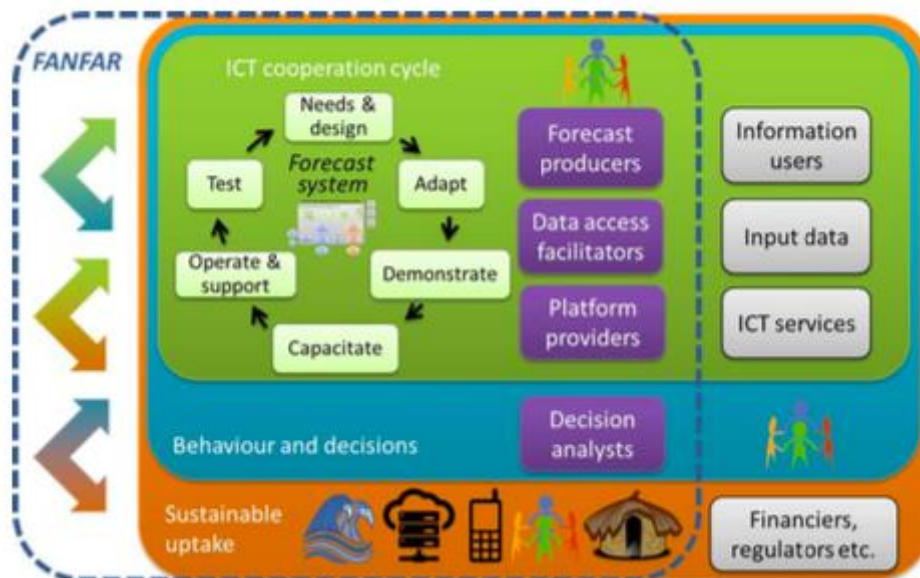 FANFAR
ICT cooperation cycle
Needs &
design
Forecast
system
Test
Adapt
Operate &
support
Demonstrate
Capacitate
Forecast
producers
Data access
facilitators
Platform
providers
Information
users
Input data
ICT services
Behaviour and decisions
Decision
analysts
Sustainable
uptake
Financiers,
regulators etc.